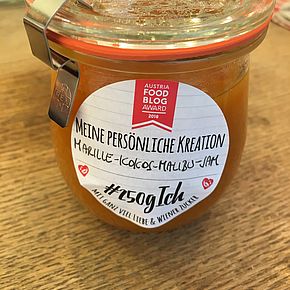 AUSTRIA
FOOD
BLOG
AWARD
2018
MEINE PERSÖNLICHE KREATION
MARILLE-KOKOS-MALIBU-JAM
#250gIch
MIT GANZ VIEL LIEBE & WIENER ZUCKER